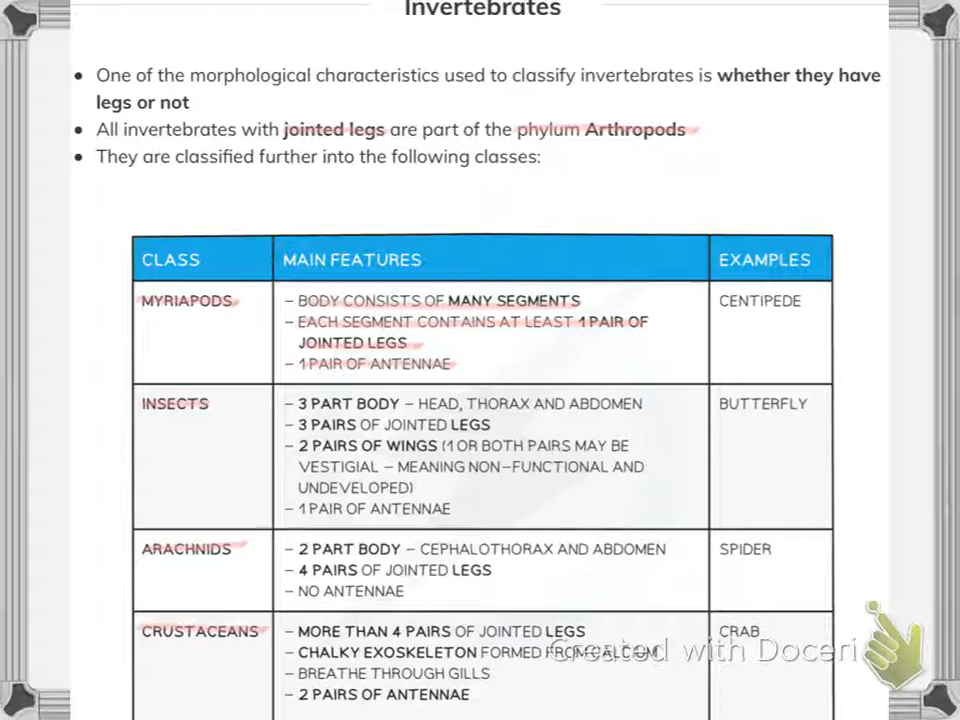 Invertebrates
• One of the morphological characteristics used to classify invertebrates is whether they have
legs or not
• All invertebrates with jointed legs are part of the phylum Arthropods
• They are classified further into the following classes:
CLASS MAIN FEATURES EXAMPLES
MYRIAPODS – BODY CONSISTS OF MANY SEGMENTS CENTIPEDE
– EACH SEGMENT CONTAINS AT LEAST 1 PAIR OF
JOINTED LEGS
– 1 PAIR OF ANTENNAE
INSECTS – 3 PART BODY – HEAD, THORAX AND ABDOMEN BUTTERFLY
– 3 PAIRS OF JOINTED LEGS
– 2 PAIRS OF WINGS (1 OR BOTH PAIRS MAY BE
VESTIGIAL – MEANING NON–FUNCTIONAL AND
UNDEVELOPED)
– 1 PAIR OF ANTENNAE
ARACHNIDS – 2 PART BODY – CEPHALOTHORAX AND ABDOMEN SPIDER
– 4 PAIRS OF JOINTED LEGS
– NO ANTENNAE
CRUSTACEANS – MORE THAN 4 PAIRS OF JOINTED LEGS CRAB
– CHALKY EXOSKELETON FORMED FROM CALCIUM
– BREATHE THROUGH GILLS
– 2 PAIRS OF ANTENNAE
Created with Doceri